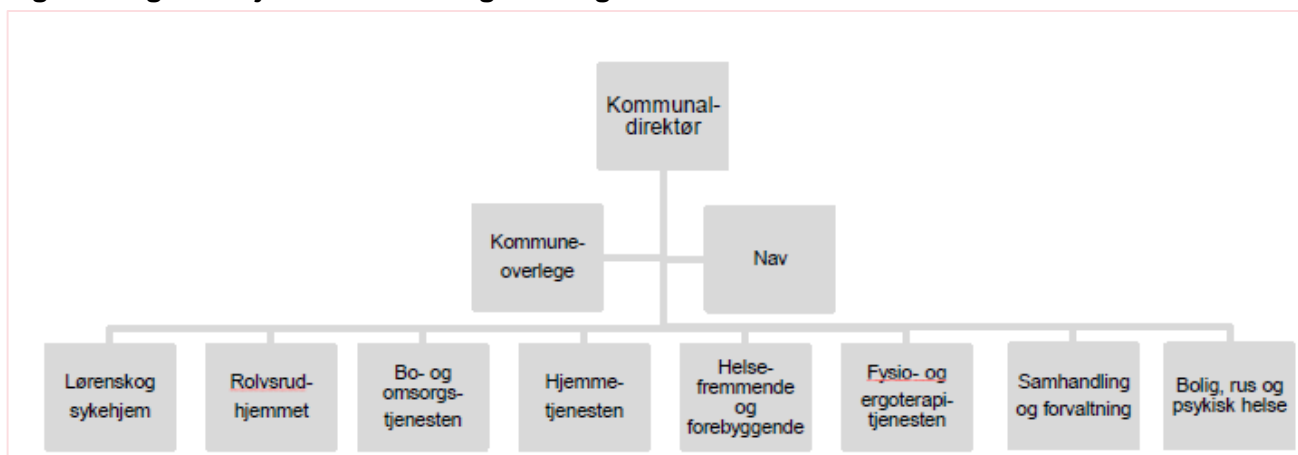 Kommunal-
direktør
Kommune-
overlege
Nav
Lørenskog
sykehjem
Rolvsrud-
hjemmet
Bo- og
omsorgs-
tjenesten
Hjemme-
tjenesten
Helse-
fremmende
og
forebyggende
Fysio- og
ergoterapi-
tjenesten
Samhandling
og forvaltning
Bolig, rus og
psykisk helse